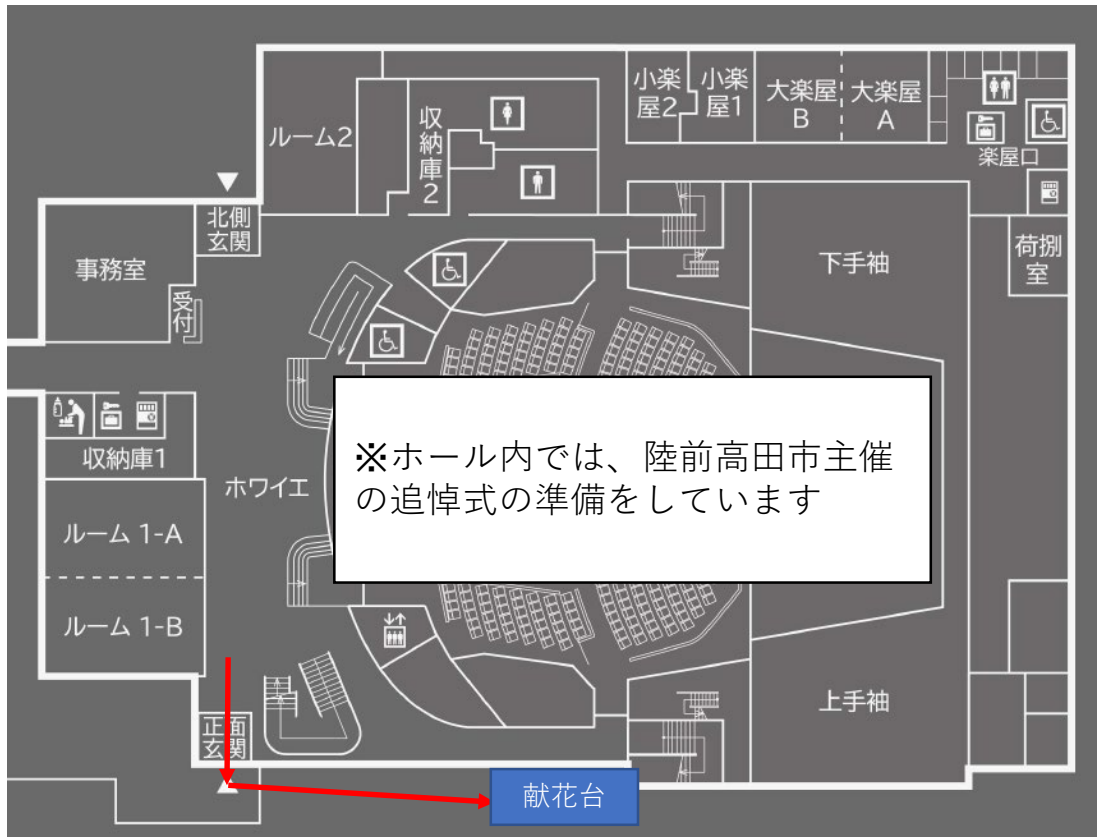 小楽
屋2
小楽
屋1
大楽屋
B
大楽屋
A
ルーム2
収
納
庫
2
楽屋口
北側
玄関
事務室
受
付
下手袖
荷捌
室
※ホール内では、陸前高田市主催
の追悼式の準備をしています
収納庫1
ホワイエ
ルーム 1-A
ルーム 1-B
上手袖
正面
玄関
献花台